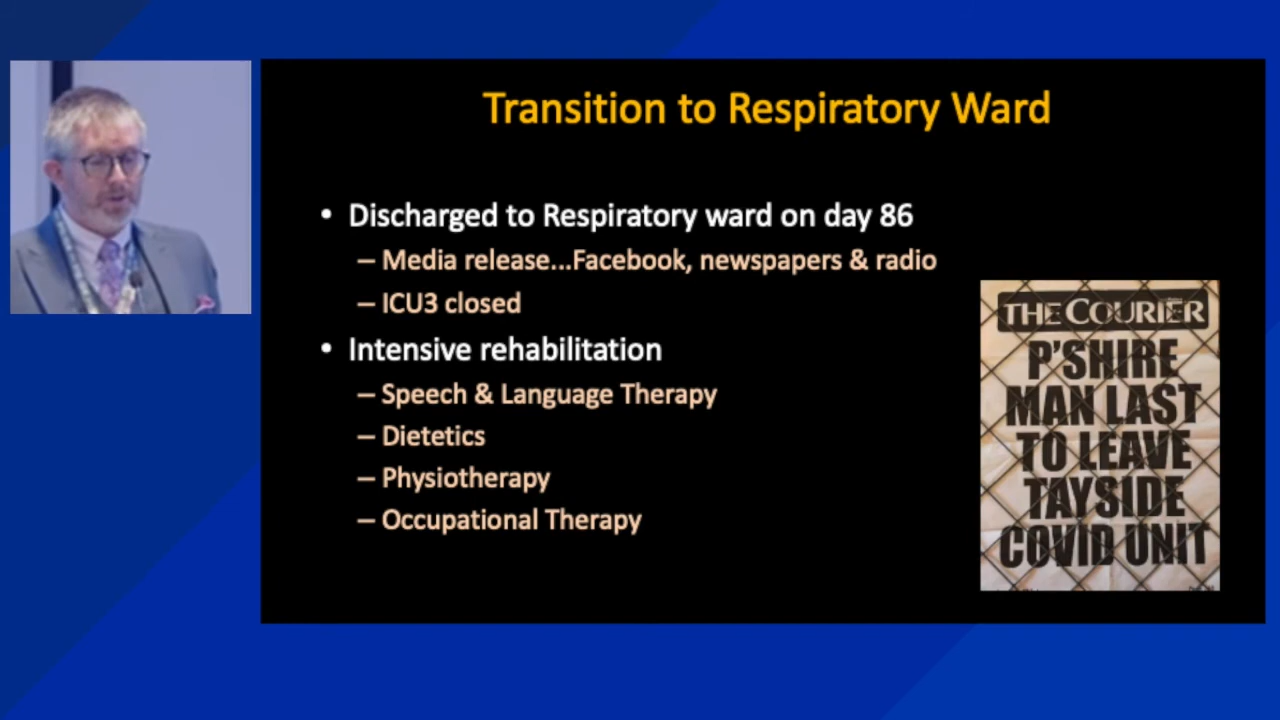 Transition to Respiratory Ward
• Discharged to Respiratory ward on day 86
– Media release...Facebook, newspapers & radio
– ICU3 closed
• Intensive rehabilitation
– Speech & Language Therapy
– Dietetics
– Physiotherapy
– Occupational Therapy
THE COURIER
P'SHIRE
MAN LAST
TO LEAVE
TAYSIDE
COVID UNIT